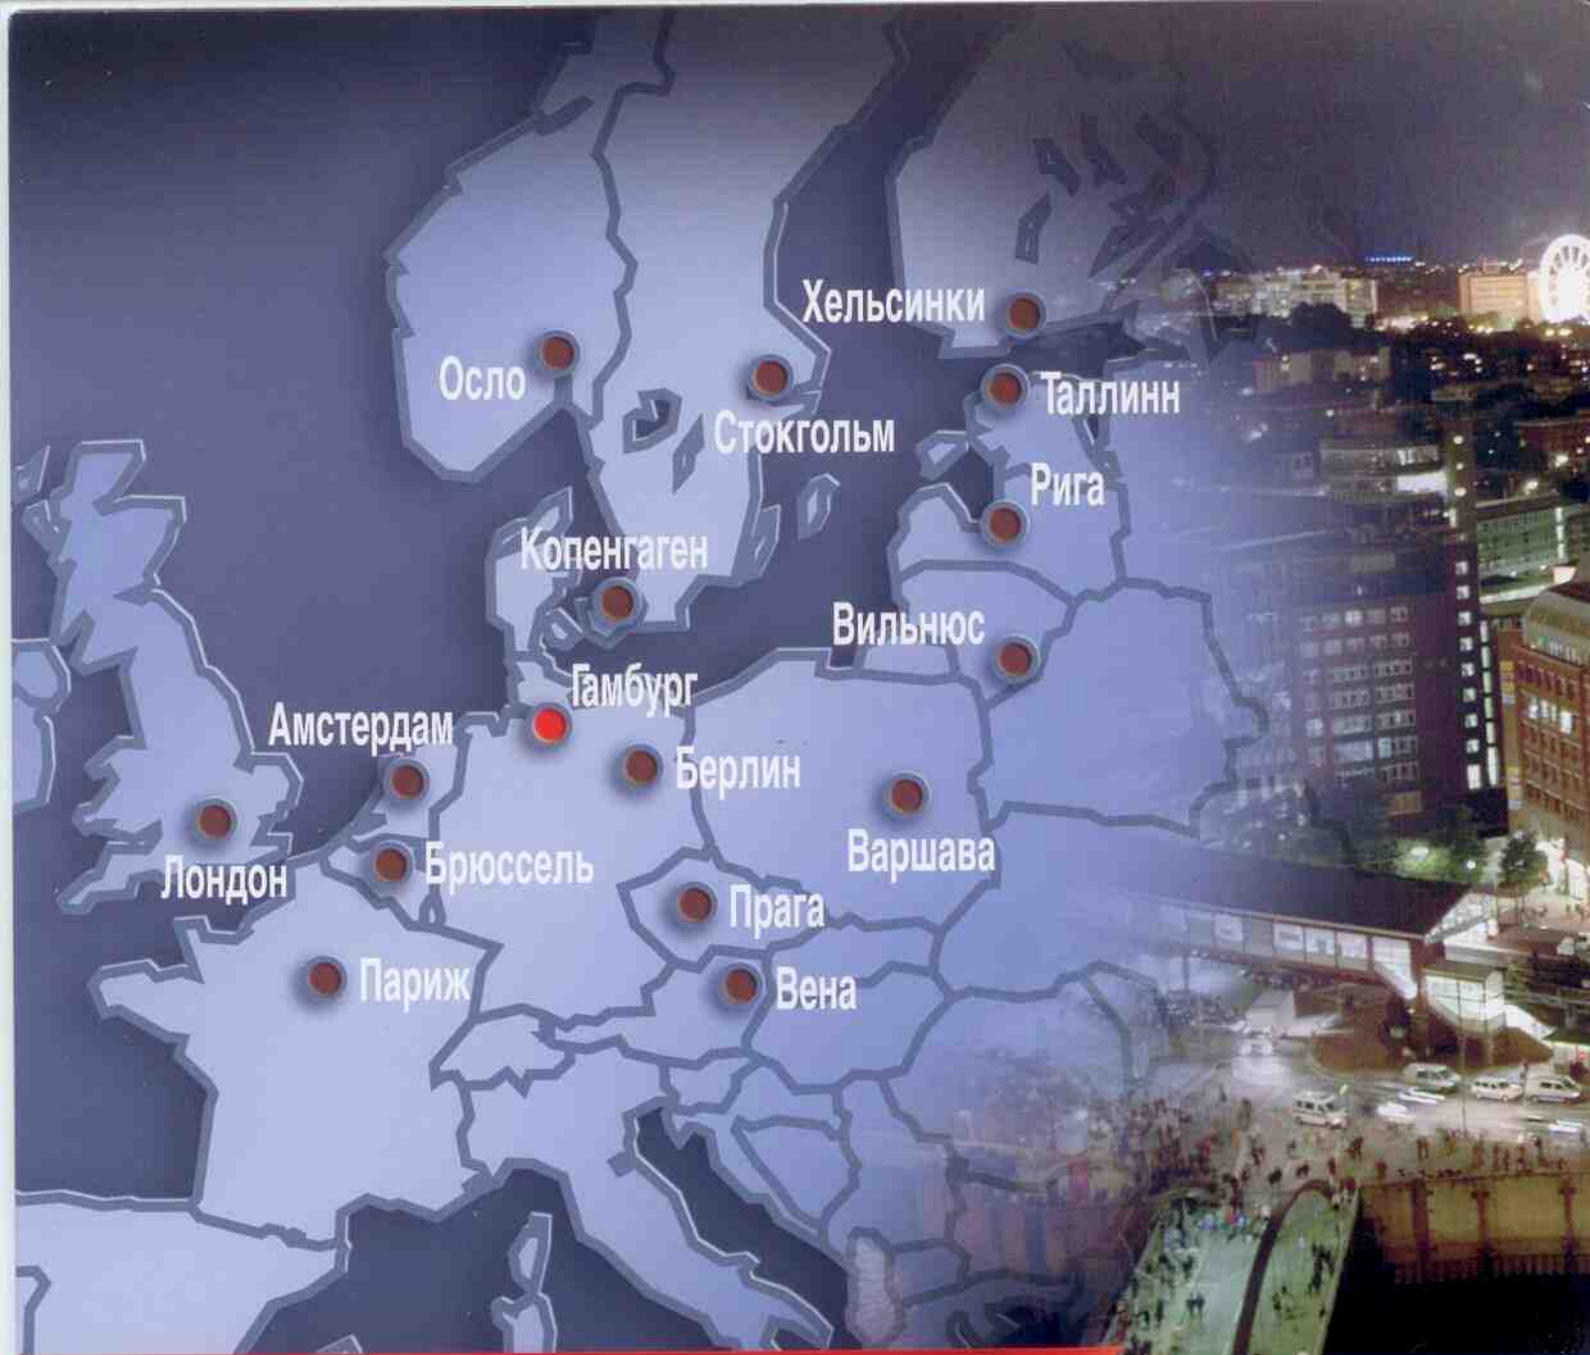 Хельсинки
Осло
Таллинн
Стокгольм
Рига
Копенгаген
Вильнюс
Гамбург
Амстердам
Берлин
Варшава
Брюссель
Лондон
Прага
Париж
Вена